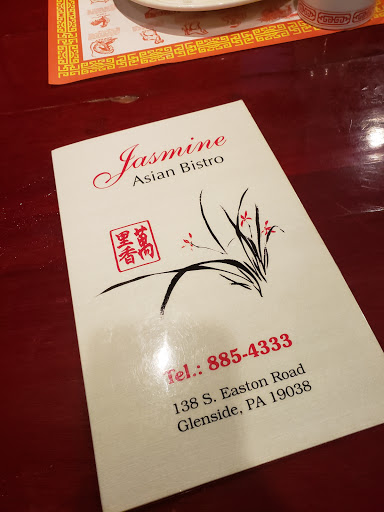 Jasmine
Asian Bistro
萬里香
Tel.: 885-4333
138 S. Easton Road
Glenside, PA 19038